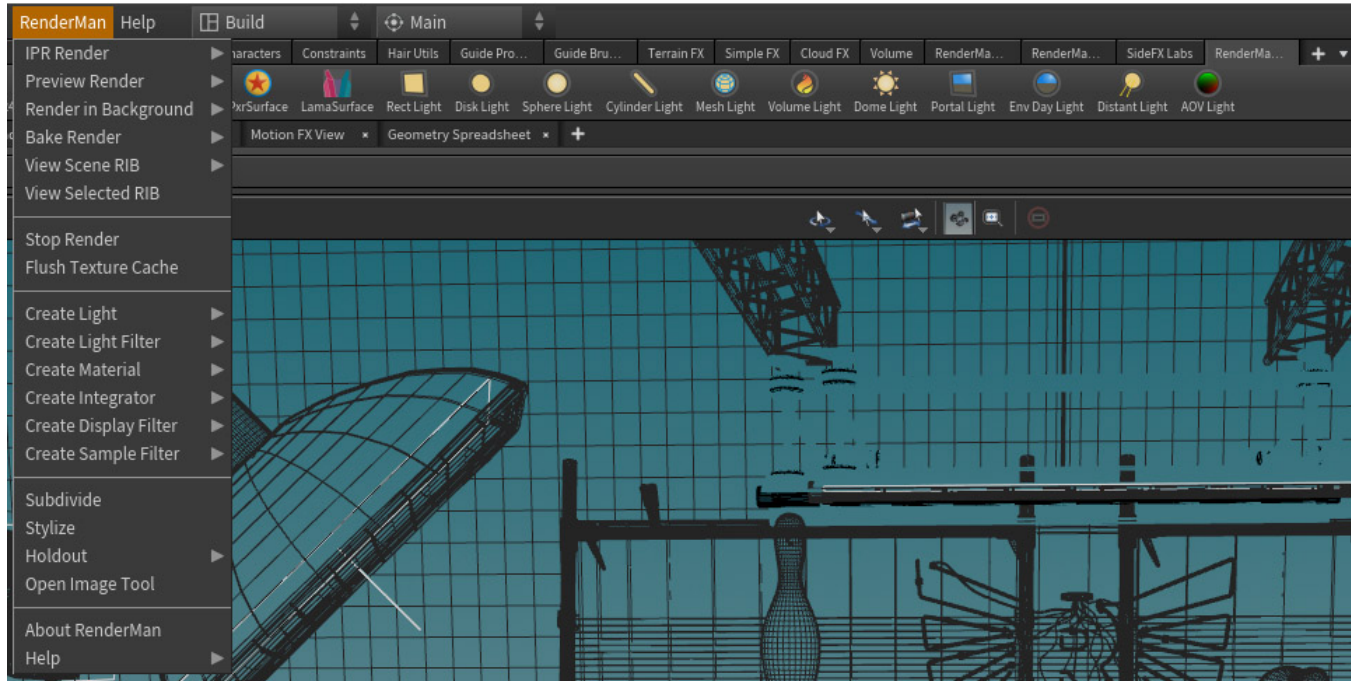 RenderMan Help Build Main
IPR Render
Preview Render
Render in Background
Bake Render
View Scene RIB
View Selected RIB
Stop Render
Flush Texture Cache
Create Light
Create Light Filter
Create Material
Create Integrator
Create Display Filter
Create Sample Filter
Subdivide
Stylize
Holdout
Open Image Tool
About RenderMan
Help
haracters Constraints Hair Utils Guide Pro... Guide Bru... Terrain FX Simple FX Cloud FX Volume RenderMa... RenderMa... SideFX Labs RenderMa...
PxrSurface LamaSurface Rect Light Disk Light Sphere Light Cylinder Light Mesh Light Volume Light Dome Light Portal Light Env Day Light Distant Light AOV Light
Motion FX View × Geometry Spreadsheet ×